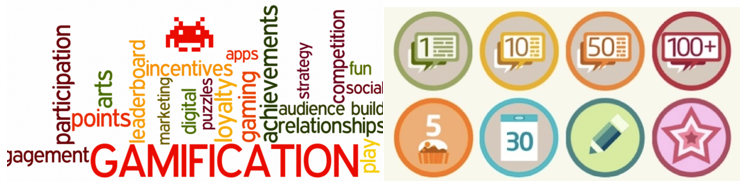 participation
arts
points
leaderboard
incentives
marketing
digital
puzzles
apps
loyalty
gaming
achievements
strategy
competition
fun
social
audience build
relationships
gagement
GAMIFICATION
play
1
10
50
100+
5
30